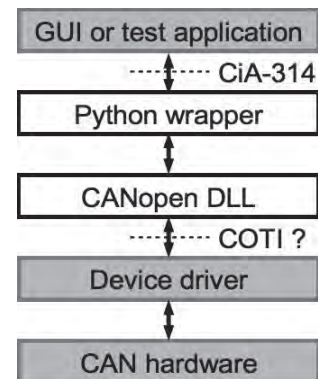 GUI or test application
CiA-314
Python wrapper
CANopen DLL
COTI ?
Device driver
CAN hardware